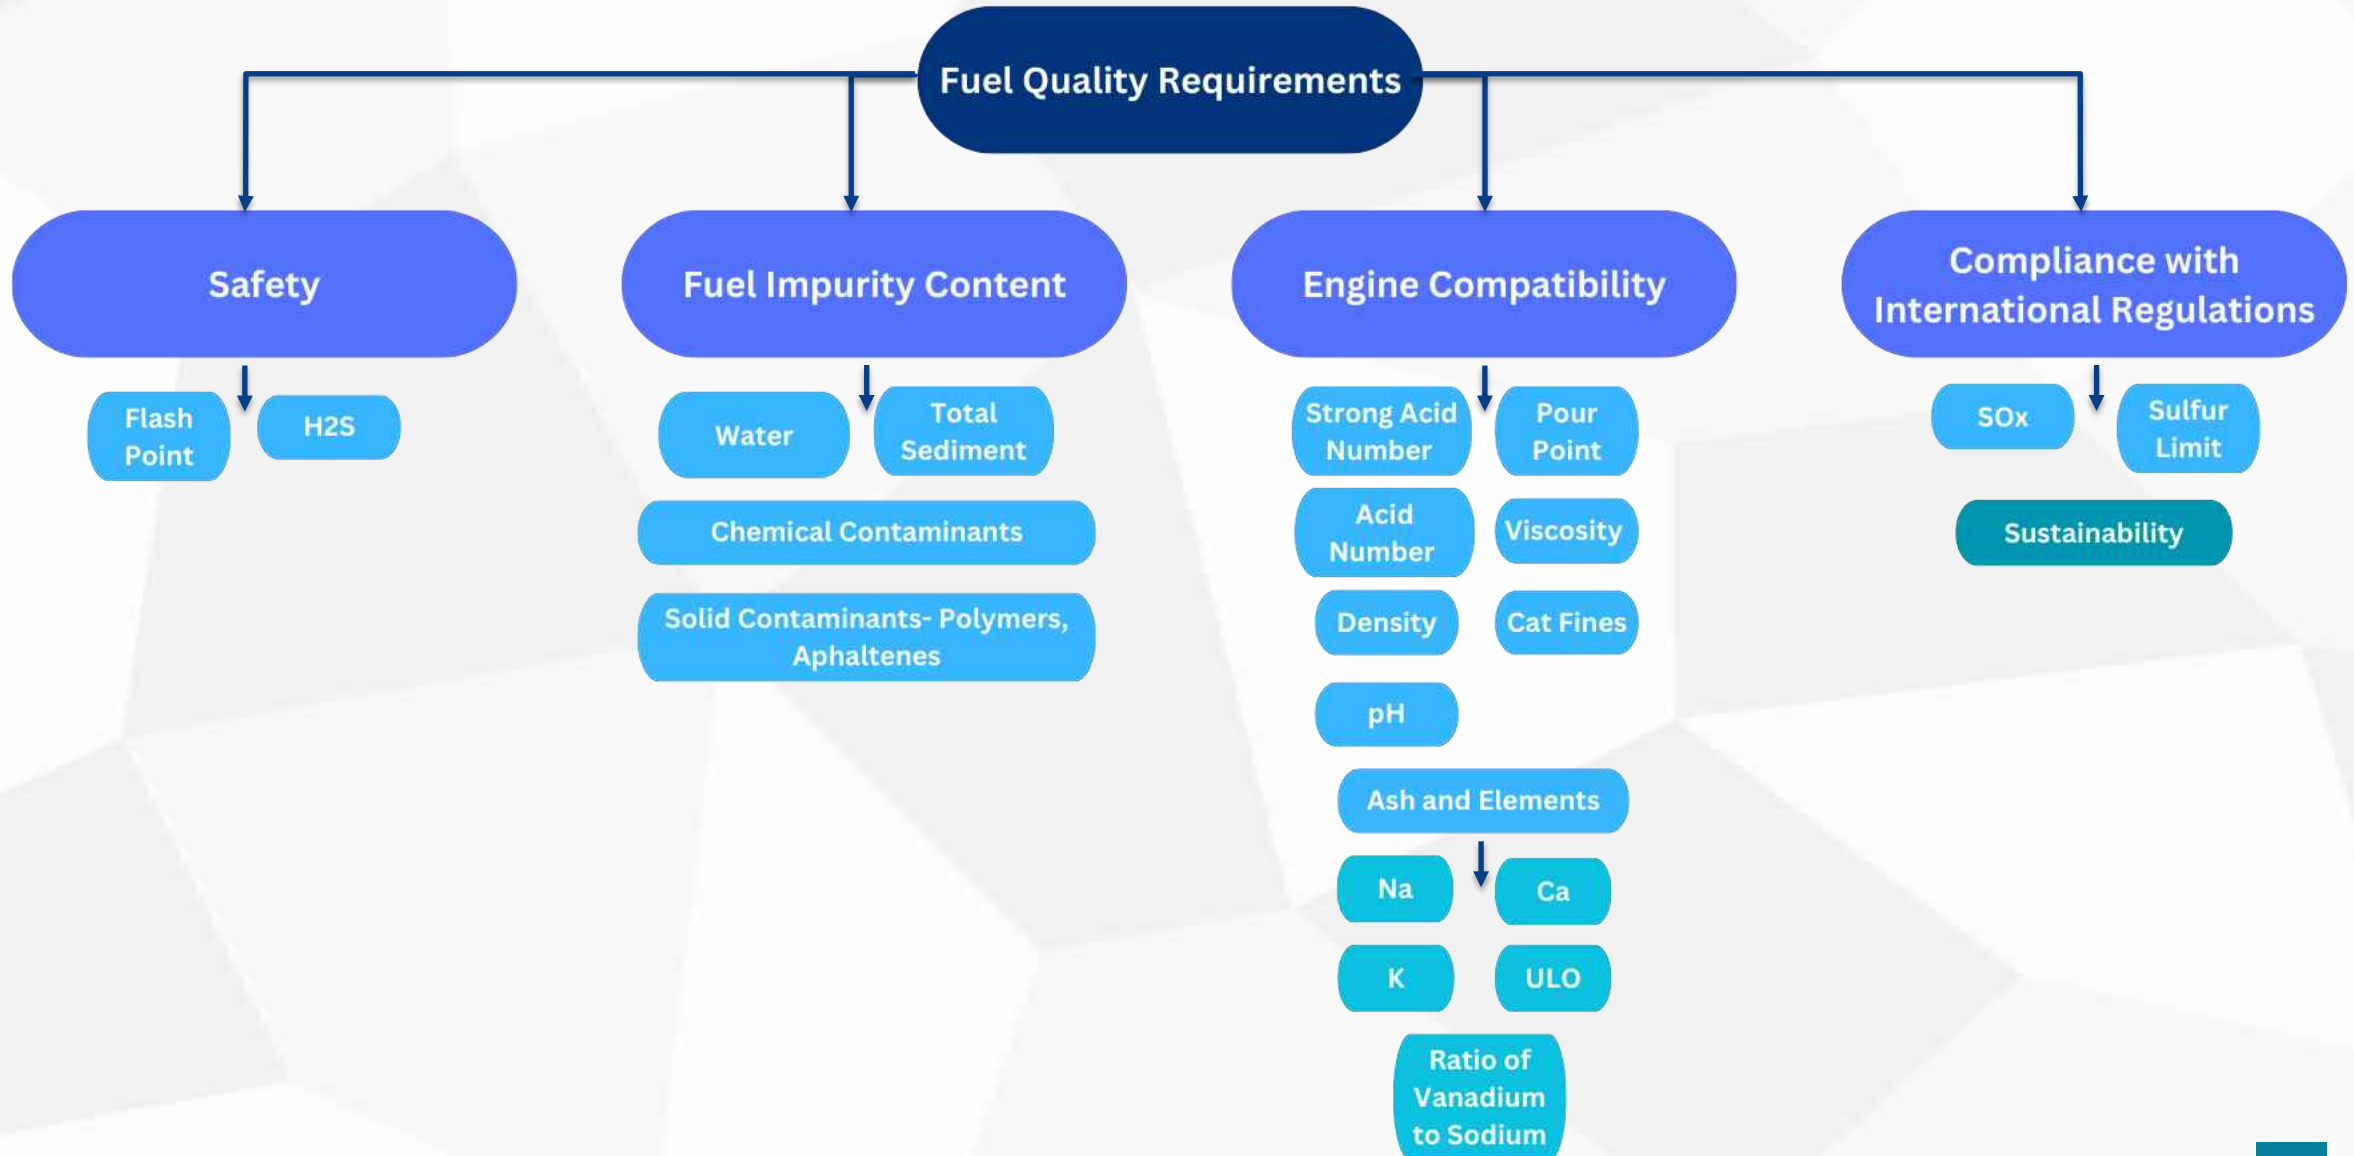 Fuel Quality Requirements
Safety
Flash
Point
H2S
Fuel Impurity Content
Water
Total
Sediment
Chemical Contaminants
Solid Contaminants- Polymers,
Aphaltenes
Engine Compatibility
Strong Acid
Number
Pour
Point
Acid
Number
Viscosity
Density
Cat Fines
pH
Ash and Elements
Na
Ca
K
ULO
Ratio of
Vanadium
to Sodium
Compliance with
International Regulations
SOx
Sulfur
Limit
Sustainability